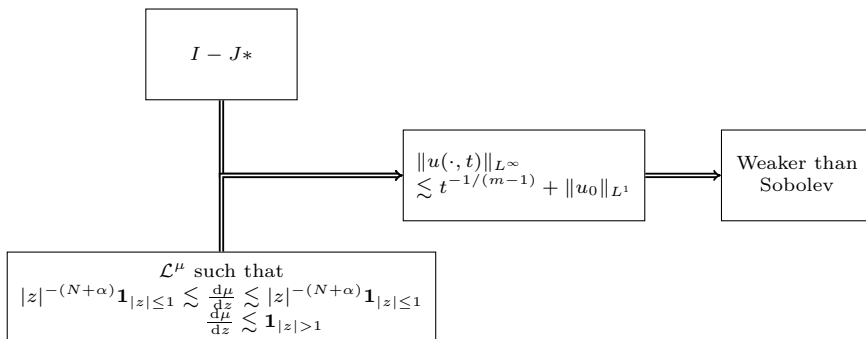 I − J∗
‖u(·, t)‖_{L^∞}
≲ t^{−1/(m−1)} + ‖u_0‖_{L^1}
Weaker than
Sobolev
𝓛^μ such that
|z|^{−(N+α)} 𝟏_{|z|≤1} ≲ dμ/dz ≲ |z|^{−(N+α)} 𝟏_{|z|≤1}
dμ/dz ≲ 𝟏_{|z|>1}